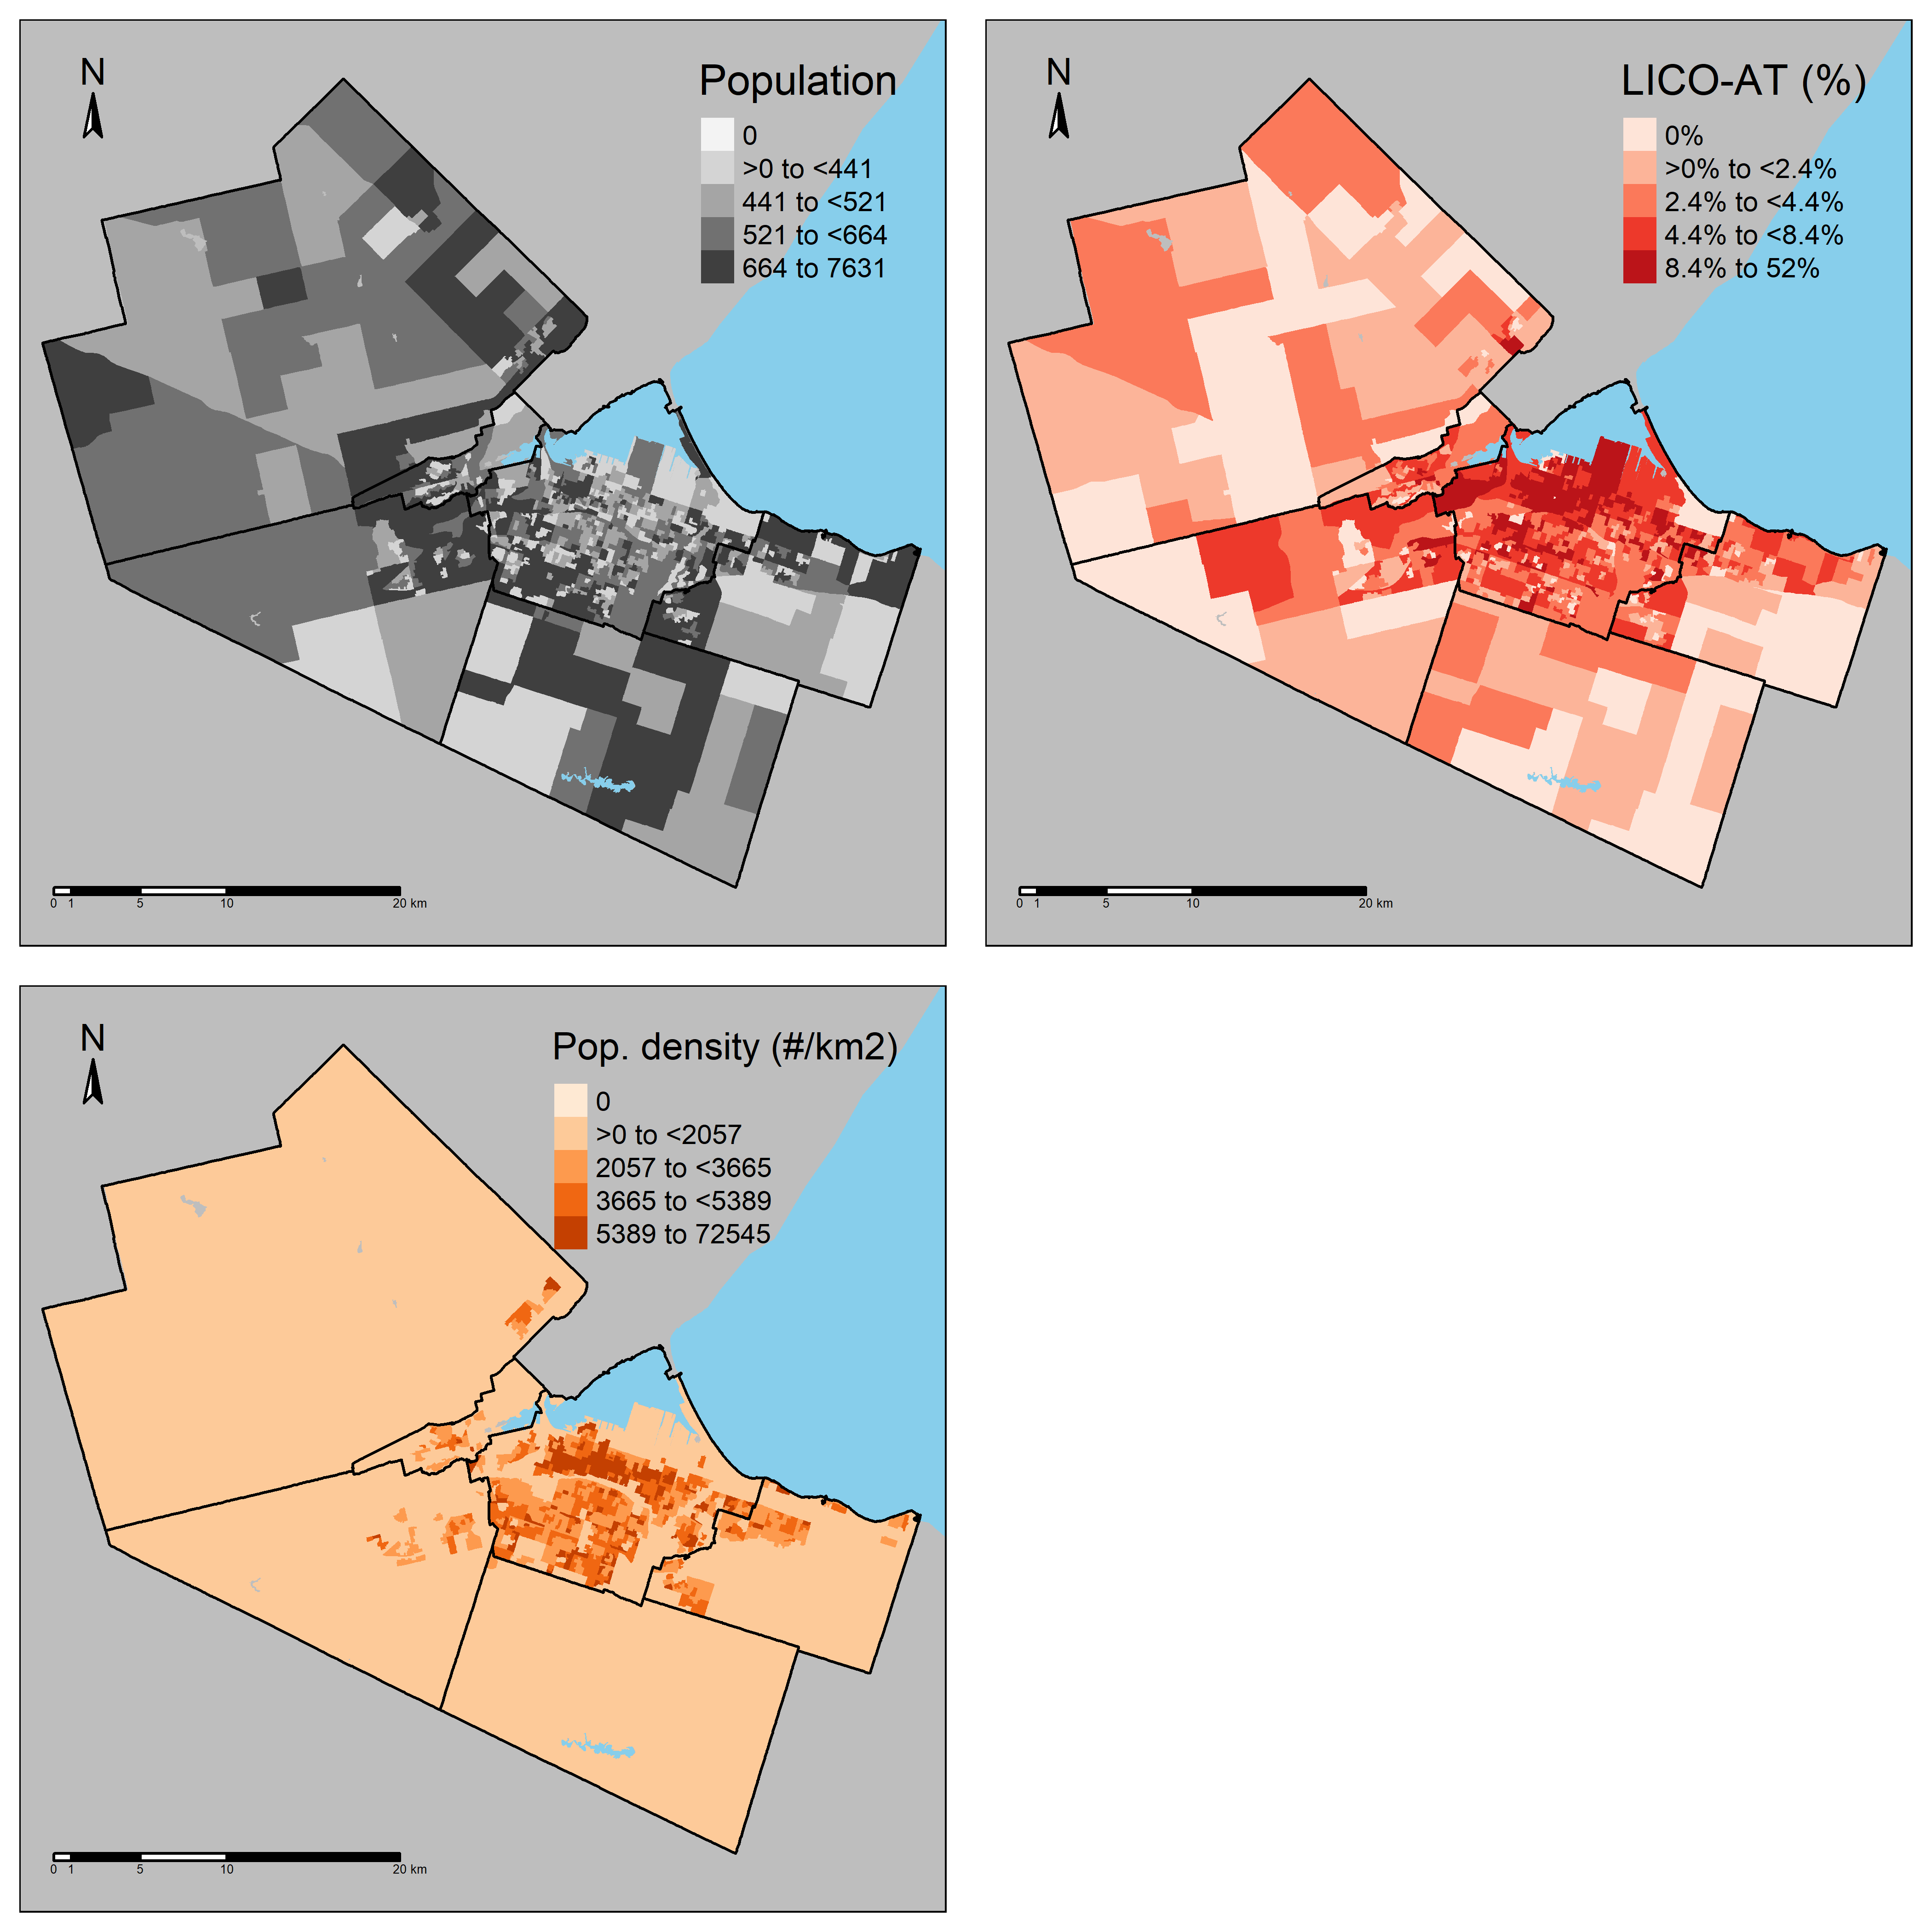 N
Population
0
>0 to <441
441 to <521
521 to <664
664 to 7631
0 1 5 10 20 km
N
LICO-AT (%)
0%
>0% to <2.4%
2.4% to <4.4%
4.4% to <8.4%
8.4% to 52%
0 1 5 10 20 km
N
Pop. density (#/km2)
0
>0 to <2057
2057 to <3665
3665 to <5389
5389 to 72545
0 1 5 10 20 km